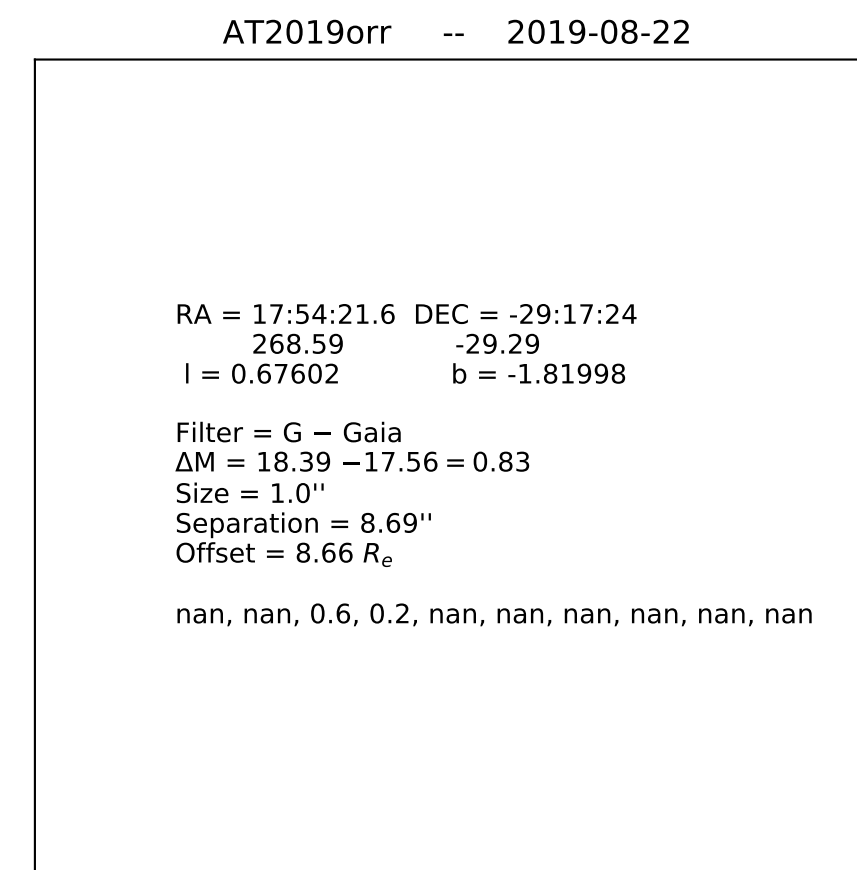 AT2019orr -- 2019-08-22
RA = 17:54:21.6 DEC = -29:17:24
268.59 -29.29
l = 0.67602 b = -1.81998
Filter = G − Gaia
ΔM = 18.39 −17.56 = 0.83
Size = 1.0''
Separation = 8.69''
Offset = 8.66 Rₑ
nan, nan, 0.6, 0.2, nan, nan, nan, nan, nan, nan